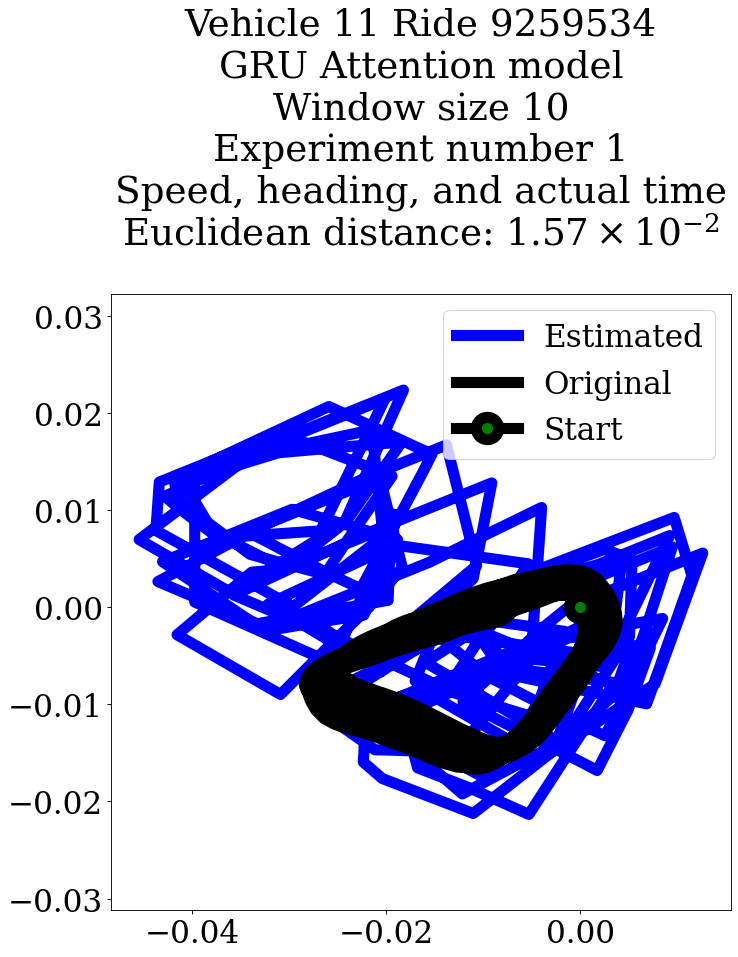 Vehicle 11 Ride 9259534
GRU Attention model
Window size 10
Experiment number 1
Speed, heading, and actual time
Euclidean distance: 1.57 × 10⁻²
Estimated
Original
Start
0.03
0.02
0.01
0.00
−0.01
−0.02
−0.03
−0.04
−0.02
0.00